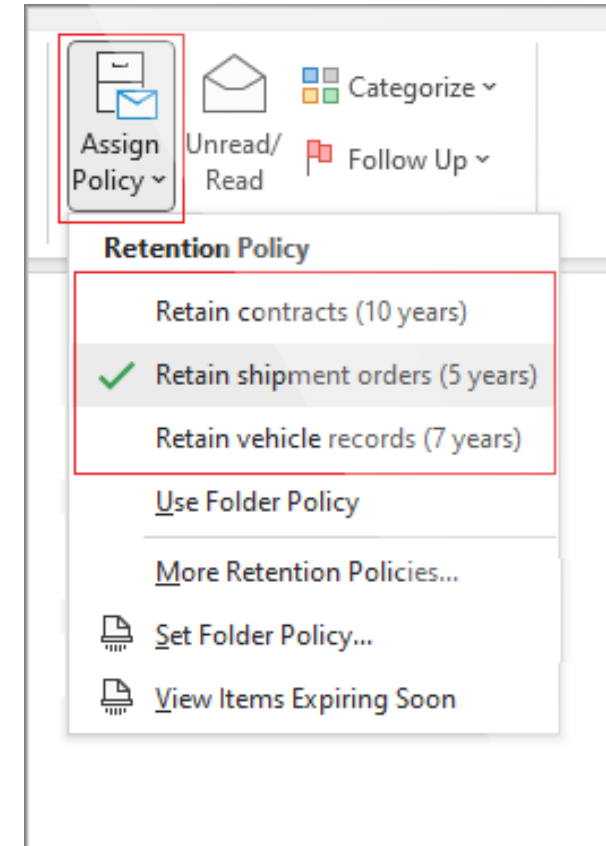 Assign
Policy
Unread/
Read
Categorize
Follow Up
Retention Policy
Retain contracts (10 years)
Retain shipment orders (5 years)
Retain vehicle records (7 years)
Use Folder Policy
More Retention Policies...
Set Folder Policy...
View Items Expiring Soon